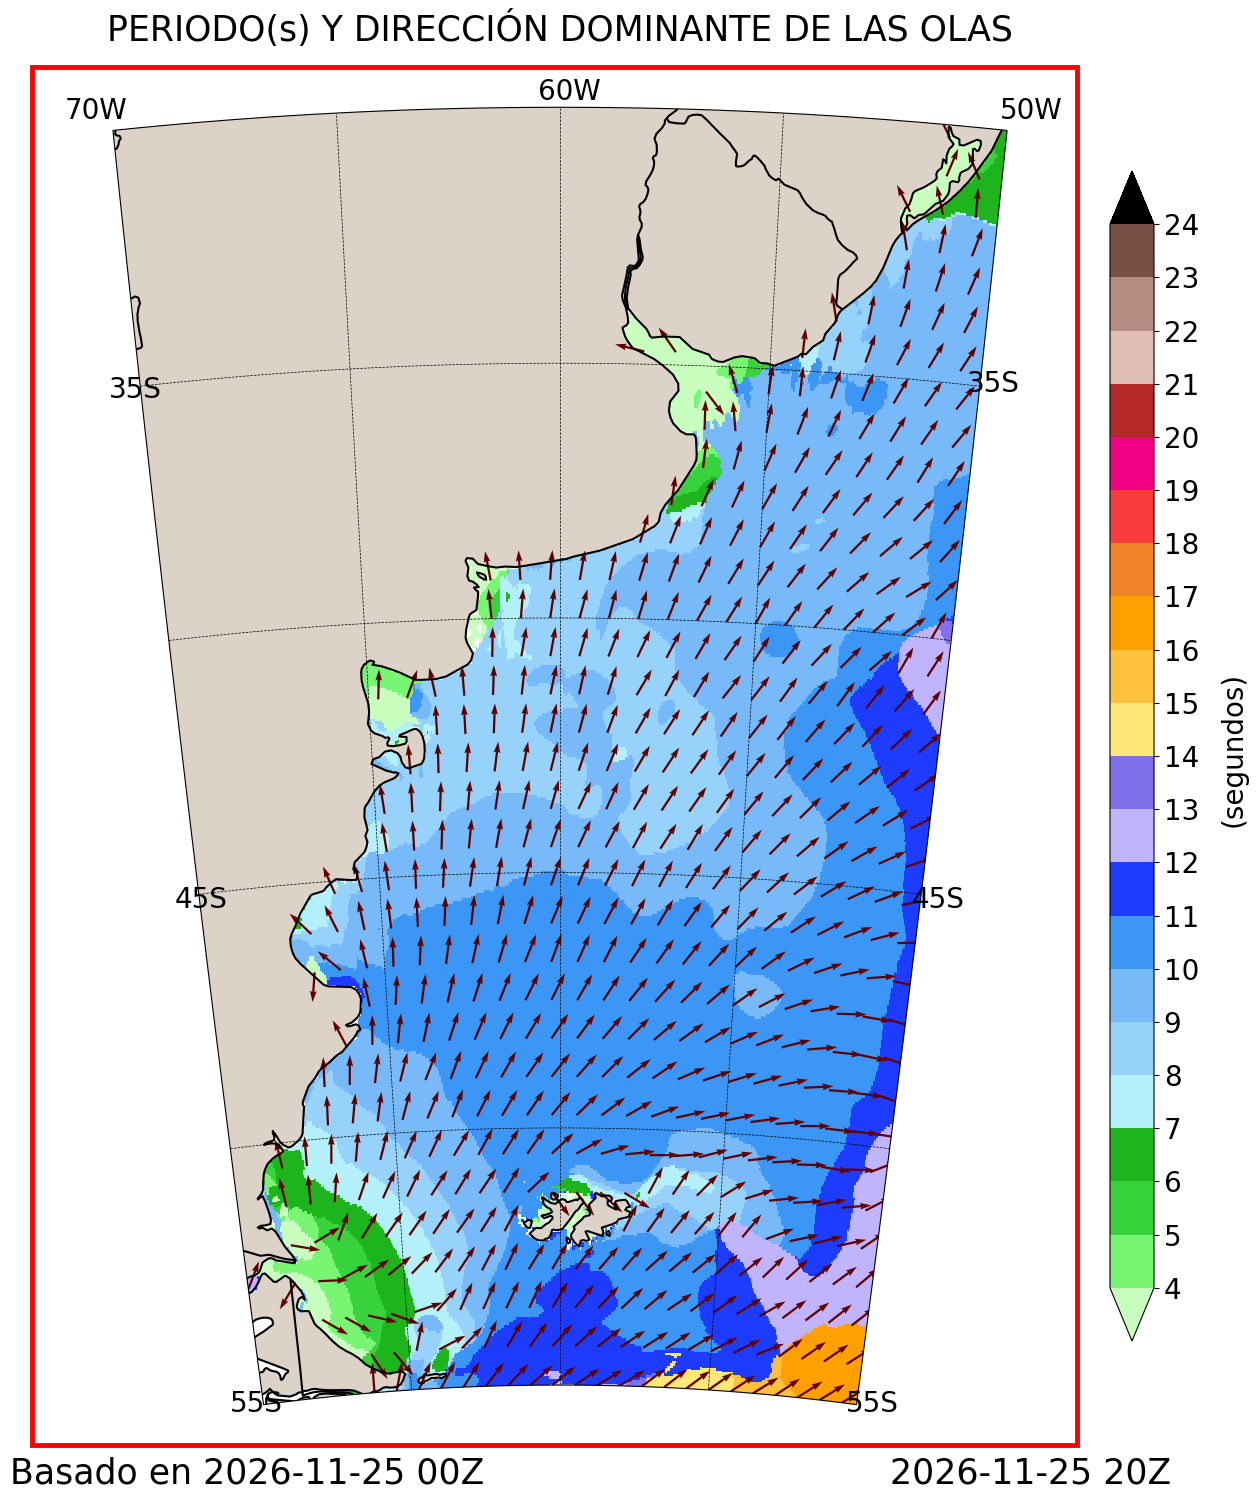 PERIODO(s) Y DIRECCIÓN DOMINANTE DE LAS OLAS
70W
60W
50W
35S
35S
45S
45S
55S
55S
24
23
22
21
20
19
18
17
16
15
14
13
12
11
10
9
8
7
6
5
4
(segundos)
Basado en 2026-11-25 00Z
2026-11-25 20Z